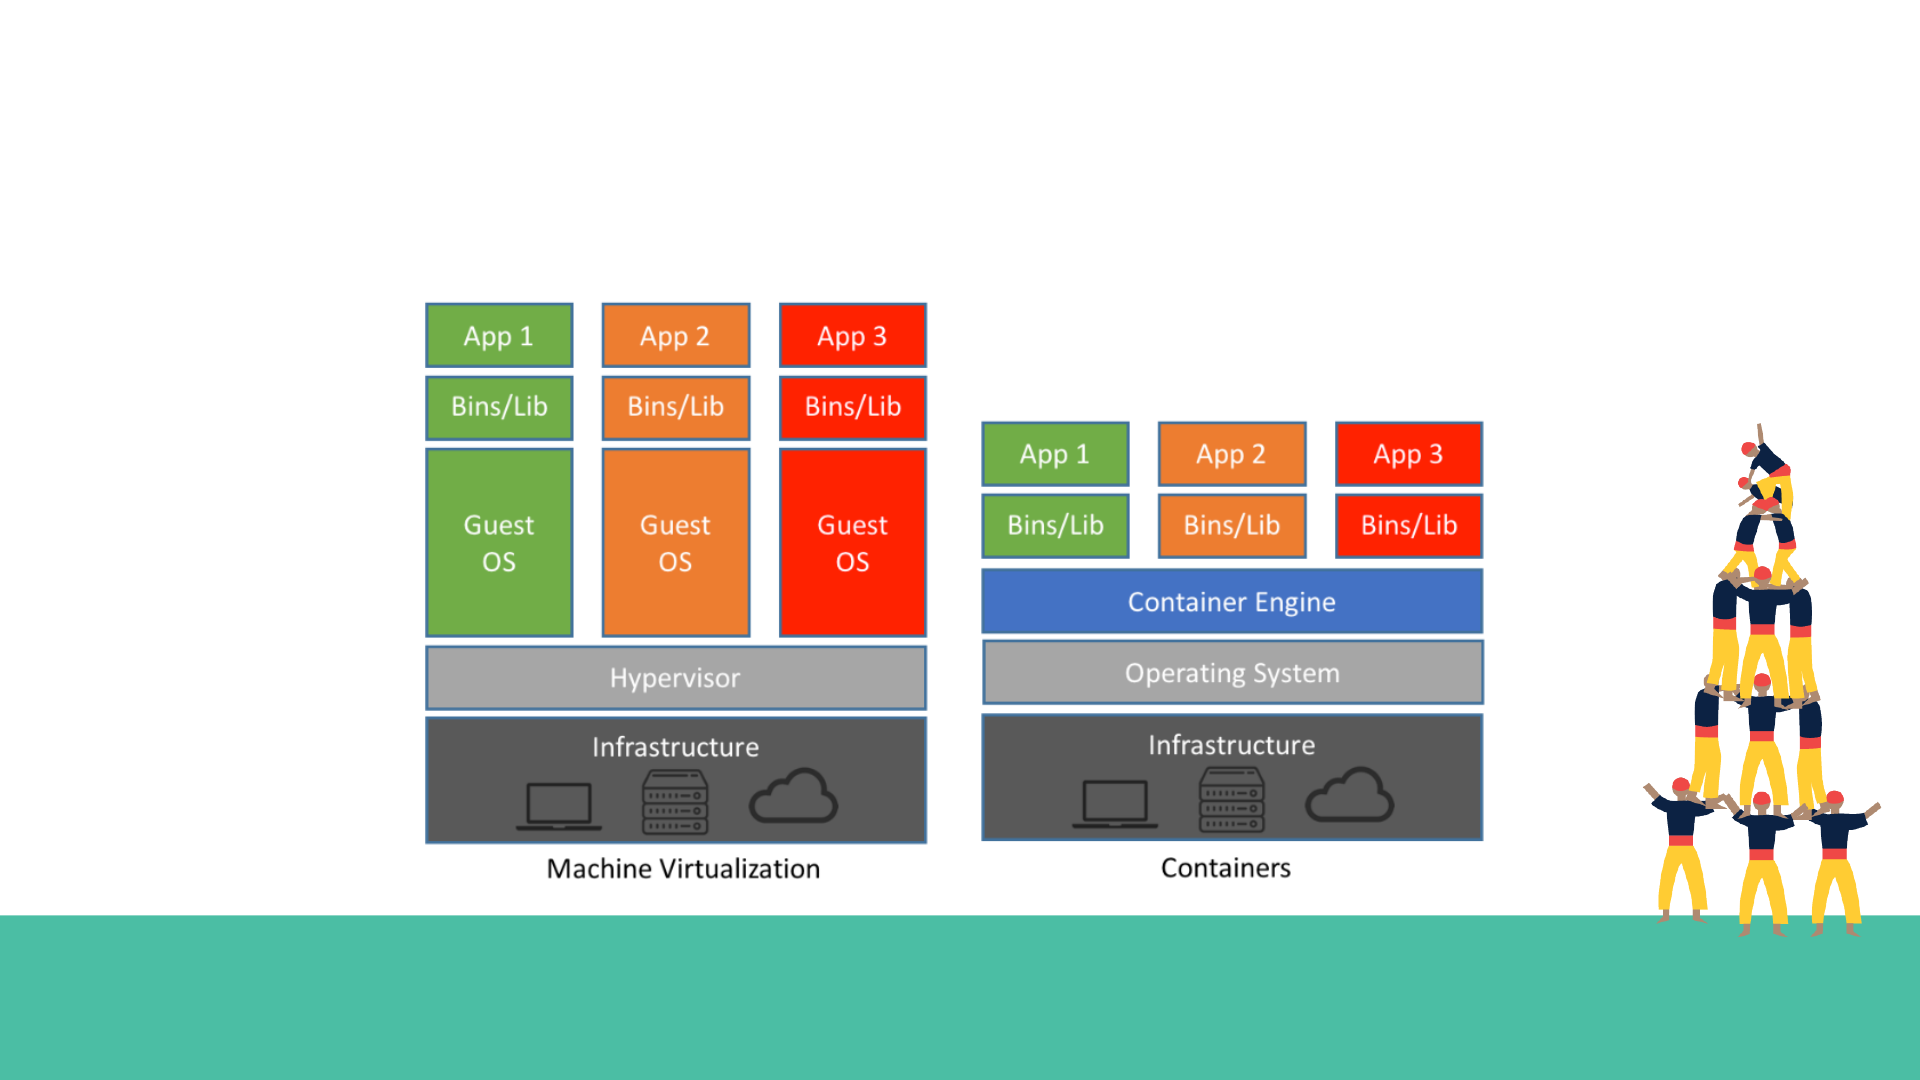 App 1
App 2
App 3
Bins/Lib
Bins/Lib
Bins/Lib
Guest
OS
Guest
OS
Guest
OS
Hypervisor
Infrastructure
Machine Virtualization
App 1
App 2
App 3
Bins/Lib
Bins/Lib
Bins/Lib
Container Engine
Operating System
Infrastructure
Containers